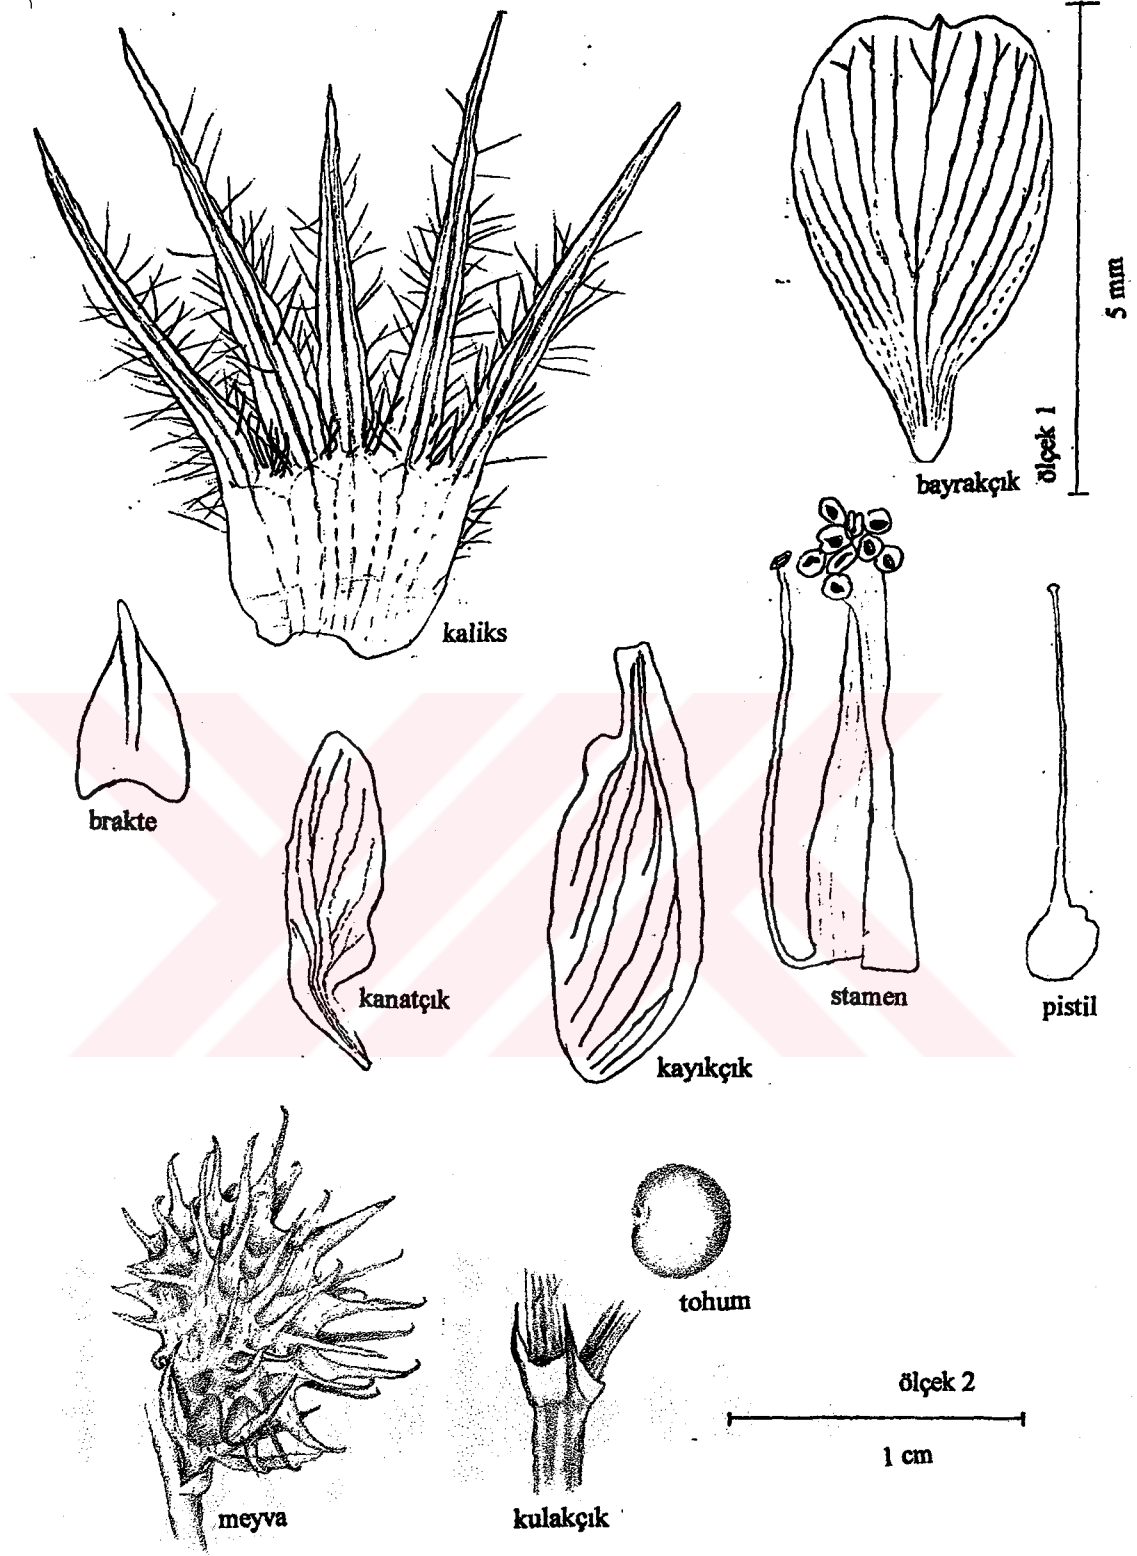 5 mm
ölçek 1
bayrakçık
kaliks
brakte
kanatçık
kayıkçık
stamen
pistil
tohum
ölçek 2
1 cm
meyva
kulakçık